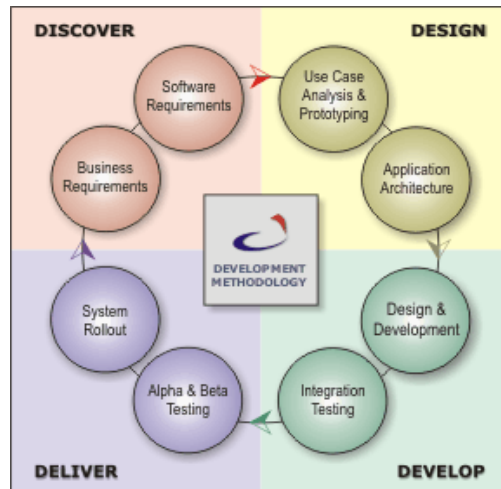 DISCOVER
DESIGN
Software
Requirements
Use Case
Analysis &
Prototyping
Business
Requirements
Application
Architecture
DEVELOPMENT
METHODOLOGY
System
Rollout
Design &
Development
Alpha & Beta
Testing
Integration
Testing
DELIVER
DEVELOP